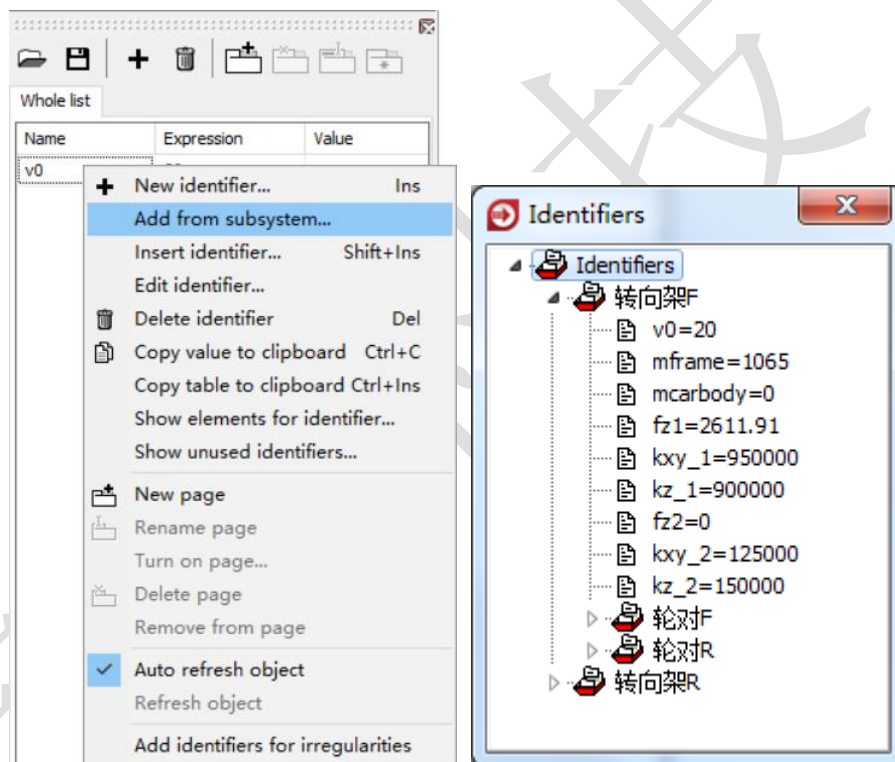 Whole list
Name Expression Value
v0
New identifier... Ins
Add from subsystem...
Insert identifier... Shift+Ins
Edit identifier...
Delete identifier Del
Copy value to clipboard Ctrl+C
Copy table to clipboard Ctrl+Ins
Show elements for identifier...
Show unused identifiers...
New page
Rename page
Turn on page...
Delete page
Remove from page
Auto refresh object
Refresh object
Add identifiers for irregularities
Identifiers
Identifiers
转向架F
v0=20
mframe=1065
mcarbody=0
fz1=2611.91
kxy_1=950000
kz_1=900000
fz2=0
kxy_2=125000
kz_2=150000
轮对F
轮对R
转向架R